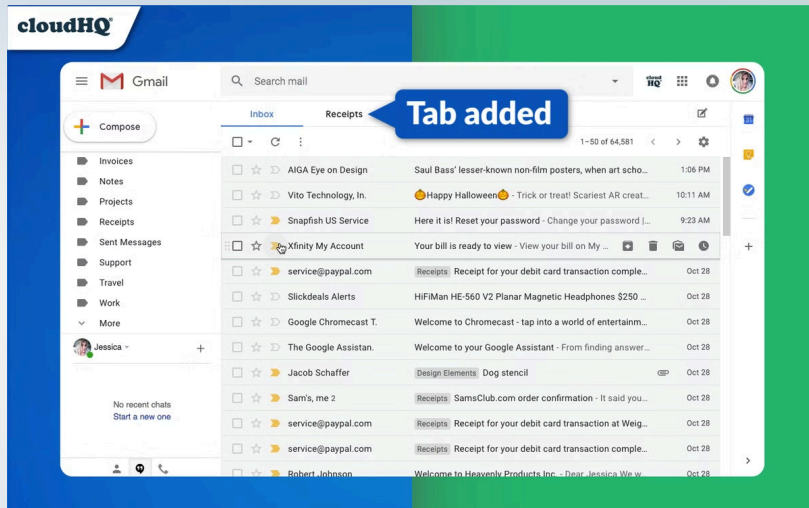 cloudHQ
Gmail
Search mail
cloud
HQ
Compose
Inbox
Receipts
Tab added
1–50 of 64,581
Invoices
Notes
Projects
Receipts
Sent Messages
Support
Travel
Work
More
Jessica
No recent chats
Start a new one
AIGA Eye on Design Saul Bass’ lesser-known non-film posters, when art scho... 1:06 PM
Vito Technology, In. 🎃Happy Halloween🎃 - Trick or treat! Scariest AR creat... 10:11 AM
Snapfish US Service Here it is! Reset your password - Change your password |... 9:23 AM
Xfinity My Account Your bill is ready to view - View your bill on My ...
service@paypal.com Receipts Receipt for your debit card transaction comple... Oct 28
Slickdeals Alerts HiFiMan HE-560 V2 Planar Magnetic Headphones $250 ... Oct 28
Google Chromecast T. Welcome to Chromecast - tap into a world of entertainm... Oct 28
The Google Assistan. Welcome to your Google Assistant - From finding answer... Oct 28
Jacob Schaffer Design Elements Dog stencil Oct 28
Sam's, me 2 Receipts SamsClub.com order confirmation - It said you... Oct 28
service@paypal.com Receipts Receipt for your debit card transaction at Weig... Oct 28
service@paypal.com Receipts Receipt for your debit card transaction comple... Oct 28
Robert Johnson Welcome to Heavenly Products Inc. - Dear Jessica We w... Oct 28